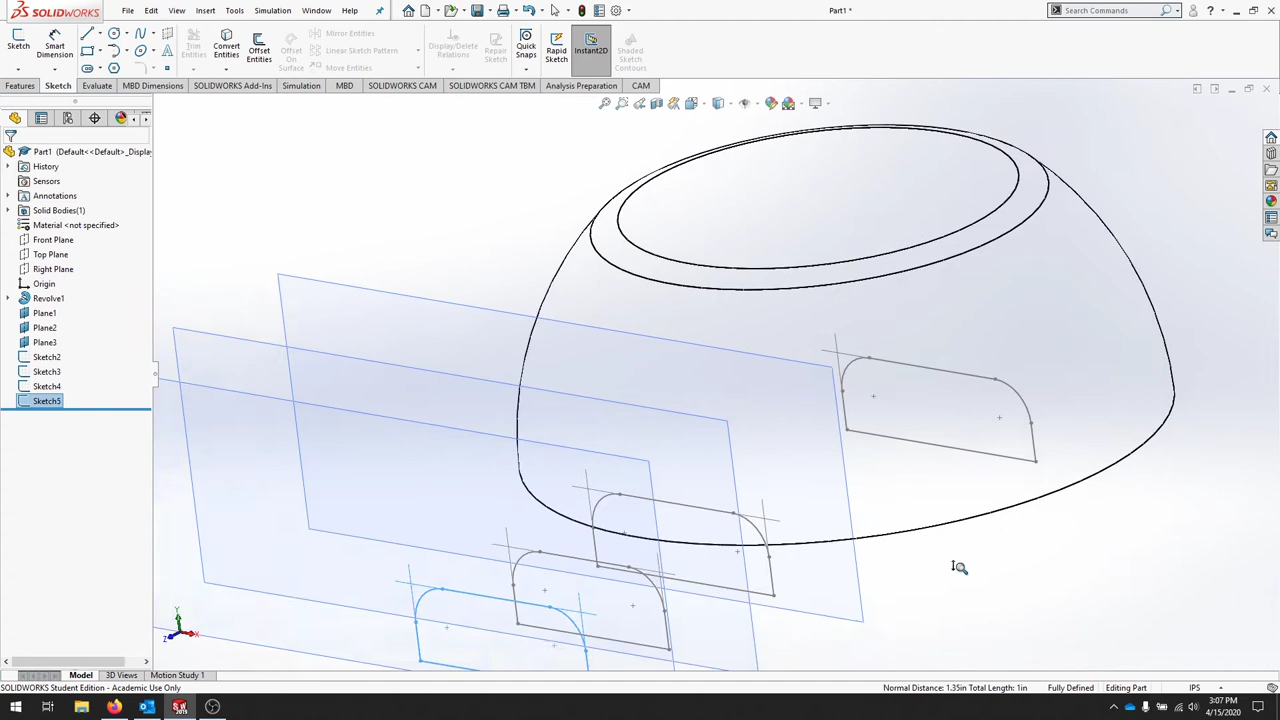 SOLIDWORKS
File Edit View Insert Tools Simulation Window Help
Part1 *
Search Commands
Sketch
Smart Dimension
Trim Entities
Convert Entities
Offset Entities
Offset On Surface
Mirror Entities
Linear Sketch Pattern
Move Entities
Display/Delete Relations
Repair Sketch
Quick Snaps
Rapid Sketch
Instant2D
Shaded Sketch Contours
Features Sketch Evaluate MBD Dimensions SOLIDWORKS Add-Ins Simulation MBD SOLIDWORKS CAM SOLIDWORKS CAM TBM Analysis Preparation CAM
Part1 (Default<<Default>_Display
History
Sensors
Annotations
Solid Bodies(1)
Material <not specified>
Front Plane
Top Plane
Right Plane
Origin
Revolve1
Plane1
Plane2
Plane3
Sketch2
Sketch3
Sketch4
Sketch5
Y
X
Z
Model 3D Views Motion Study 1
SOLIDWORKS Student Edition - Academic Use Only
Normal Distance: 1.35in Total Length: 1in Fully Defined Editing Part IPS
3:07 PM
4/15/2020